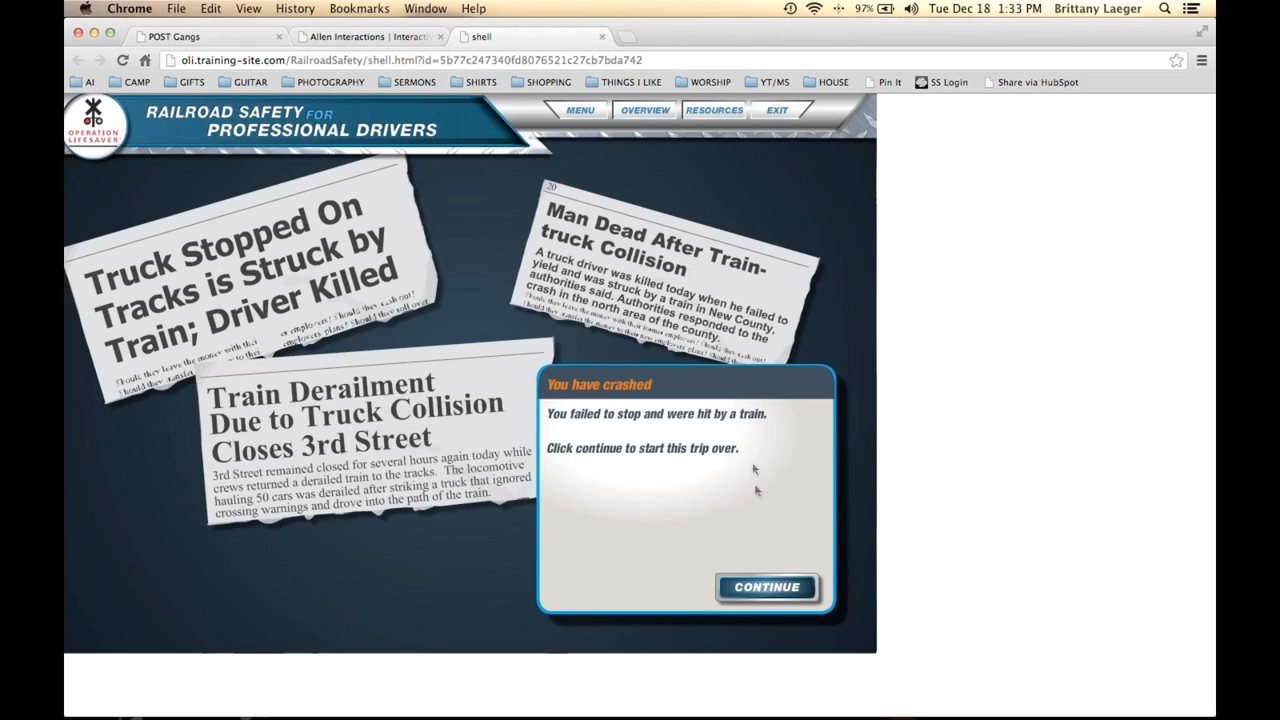 Chrome File Edit View History Bookmarks Window Help 97% Tue Dec 18 1:33 PM Brittany Laeger
POST Gangs
Allen Interactions | Interacti
shell
oli.training-site.com/RailroadSafety/shell.html?id=5b77c247340fd8076521c27cb7bda742
AI CAMP GIFTS GUITAR PHOTOGRAPHY SERMONS SHIRTS SHOPPING THINGS I LIKE WORSHIP YT/MS HOUSE Pin It SS Login Share via HubSpot
OPERATION
LIFESAVER
RAILROAD SAFETY FOR
PROFESSIONAL DRIVERS
MENU OVERVIEW RESOURCES EXIT
Truck Stopped On
Tracks is Struck by
Train; Driver Killed
20
Man Dead After Train-
truck Collision
A truck driver was killed today when he failed to
yield and was struck by a train in New County,
authorities said. Authorities responded to the
crash in the north area of the county.
Train Derailment
Due to Truck Collision
Closes 3rd Street
3rd Street remained closed for several hours again today while
crews returned a derailed train to the tracks. The locomotive
hauling 50 cars was derailed after striking a truck that ignored
crossing warnings and drove into the path of the train.
You have crashed
You failed to stop and were hit by a train.
Click continue to start this trip over.
CONTINUE